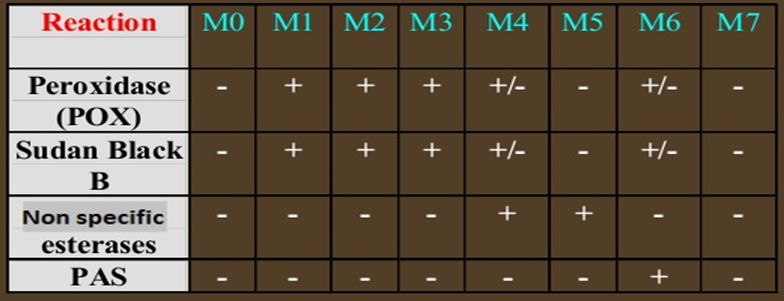 Reaction M0 M1 M2 M3 M4 M5 M6 M7
Peroxidase - + + + +/- - +/- -
(POX)
Sudan Black - + + + +/- - +/- -
B
Non specific - - - - + + - -
esterases
PAS - - - - - - + -